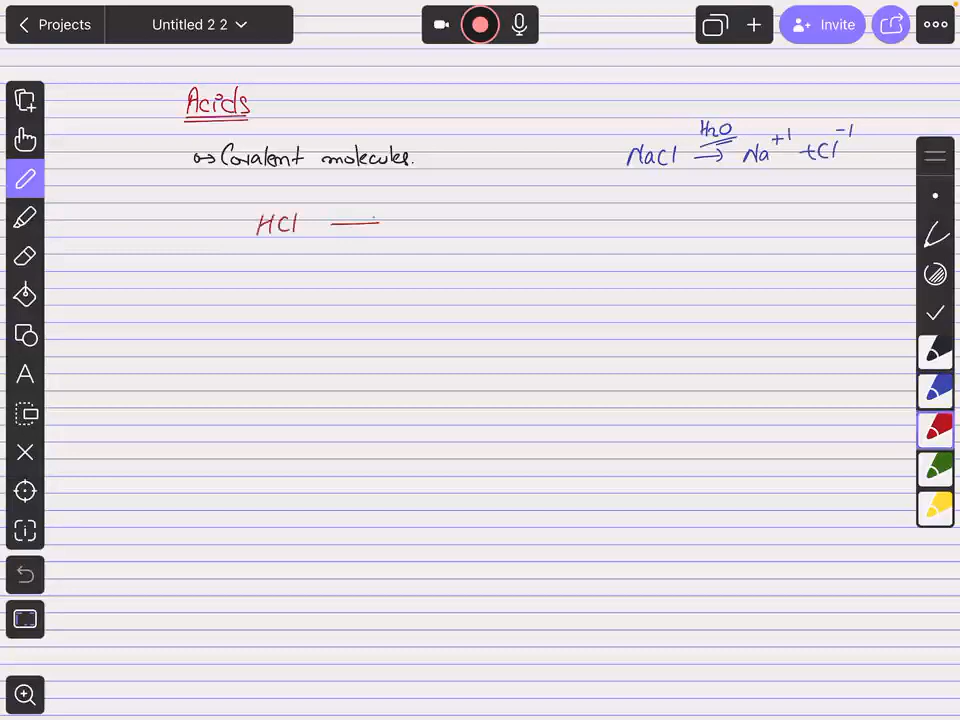 Projects
Untitled 2 2
Invite
Acids
Covalent molecules.
NaCl →(H2O) Na+1 + Cl-1
HCl —
A